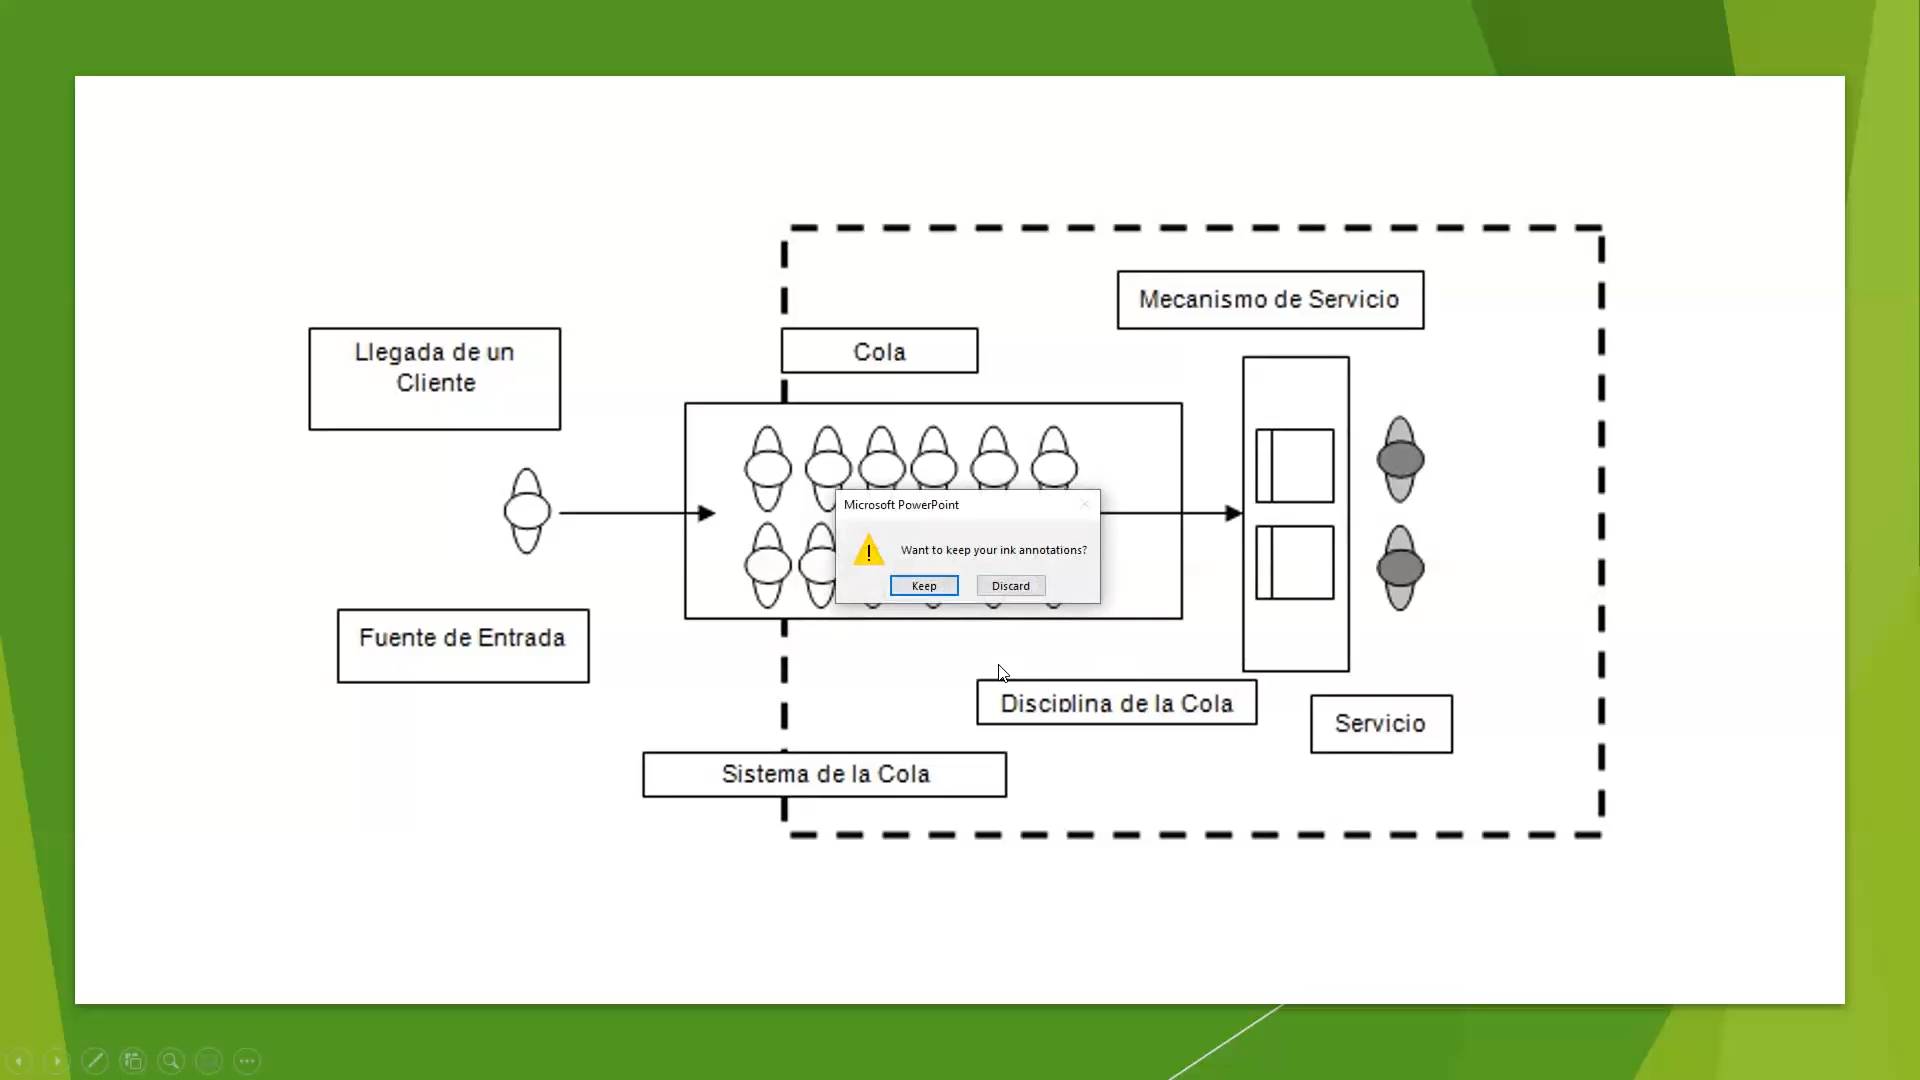 Mecanismo de Servicio
Llegada de un
Cliente
Cola
Microsoft PowerPoint
Want to keep your ink annotations?
Keep
Discard
Fuente de Entrada
Disciplina de la Cola
Servicio
Sistema de la Cola